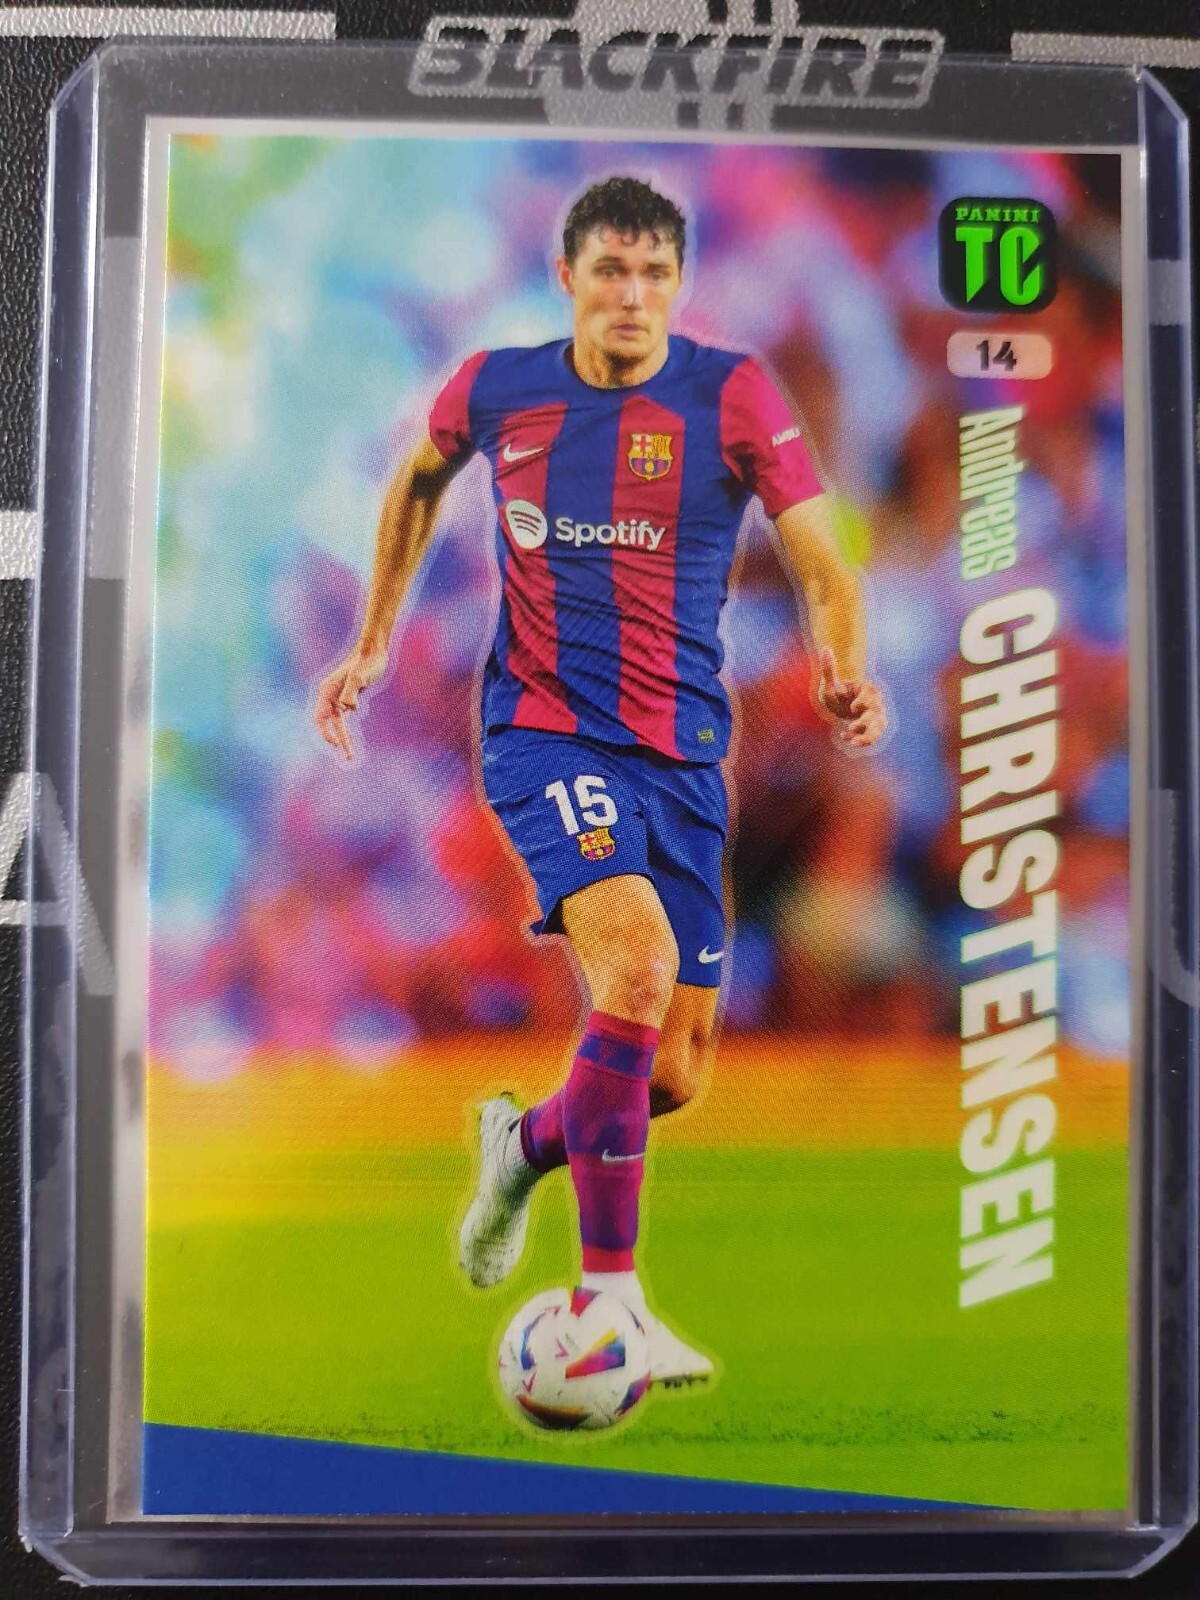 BLACKFIRE
PANINI
TC
14
Andreas CHRISTENSEN
Spotify
15